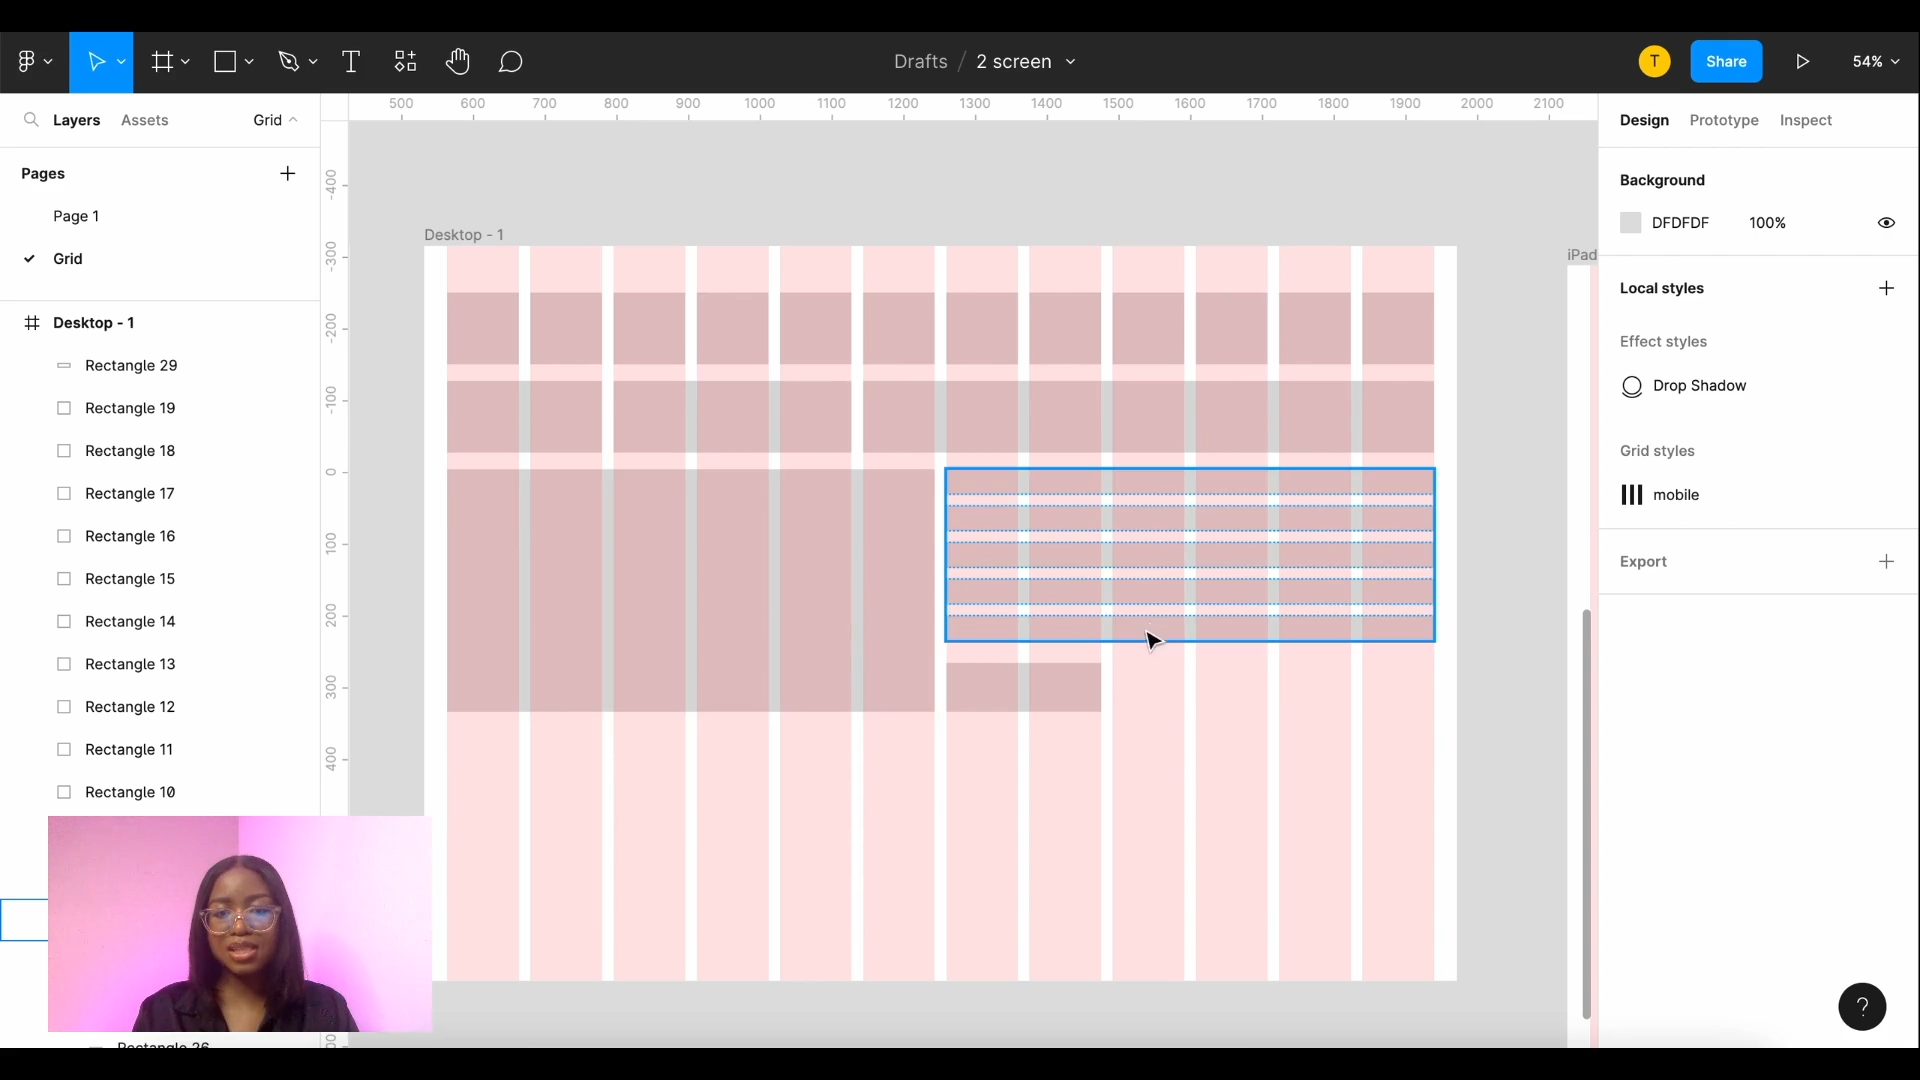 Drafts / 2 screen
T
Share
54%
Layers
Assets
Grid
500 600 700 800 900 1000 1100 1200 1300 1400 1500 1600 1700 1800 1900 2000 2100
Design
Prototype
Inspect
Pages
Page 1
Grid
Desktop - 1
Rectangle 29
Rectangle 19
Rectangle 18
Rectangle 17
Rectangle 16
Rectangle 15
Rectangle 14
Rectangle 13
Rectangle 12
Rectangle 11
Rectangle 10
Rectangle 26
-400
-300
-200
-100
0
100
200
300
400
Desktop - 1
iPad
Background
DFDFDF 100%
Local styles
Effect styles
Drop Shadow
Grid styles
mobile
Export
?